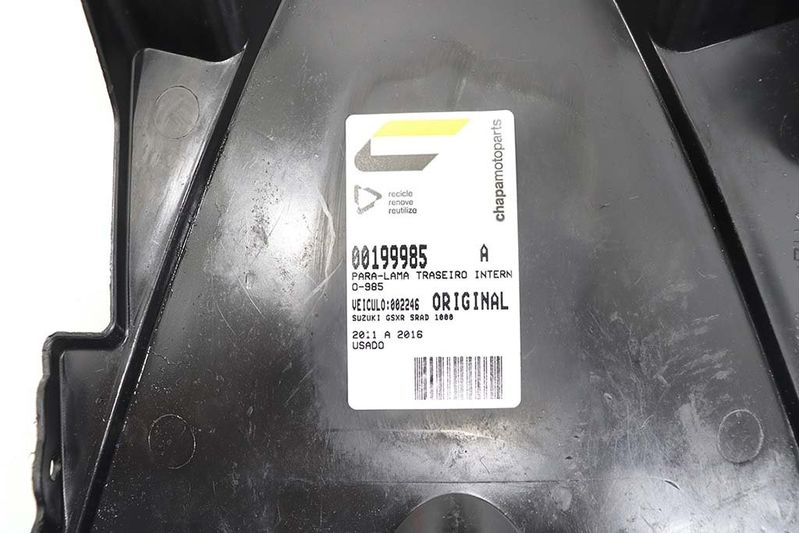 recicle
renove
reutilize
chapamotoparts
00199985 A
PARA-LAMA TRASEIRO INTERN
O-985
VEICULO:002246 ORIGINAL
SUZUKI GSXR SRAD 1000
2011 A 2016
USADO